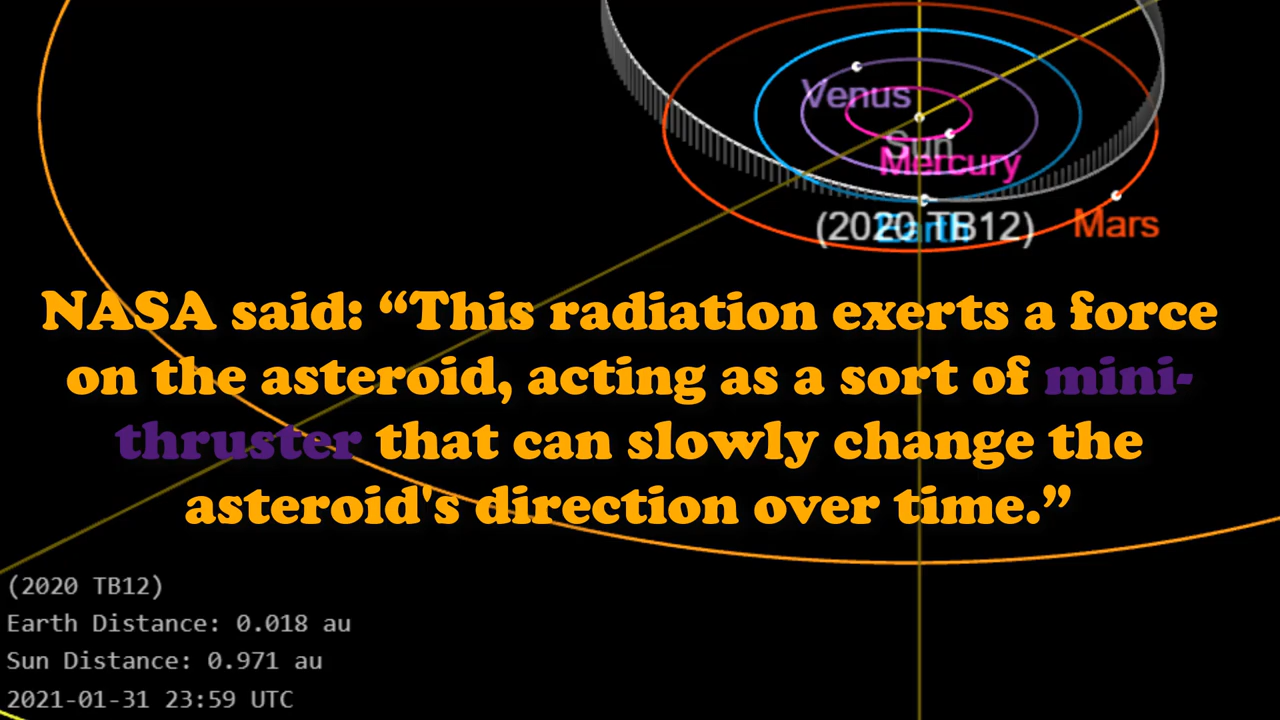 Venus
Sun
Mercury
(2020 TB12)
Earth
Mars
NASA said: “This radiation exerts a force
on the asteroid, acting as a sort of mini-
thruster that can slowly change the
asteroid's direction over time.”
(2020 TB12)
Earth Distance: 0.018 au
Sun Distance: 0.971 au
2021-01-31 23:59 UTC